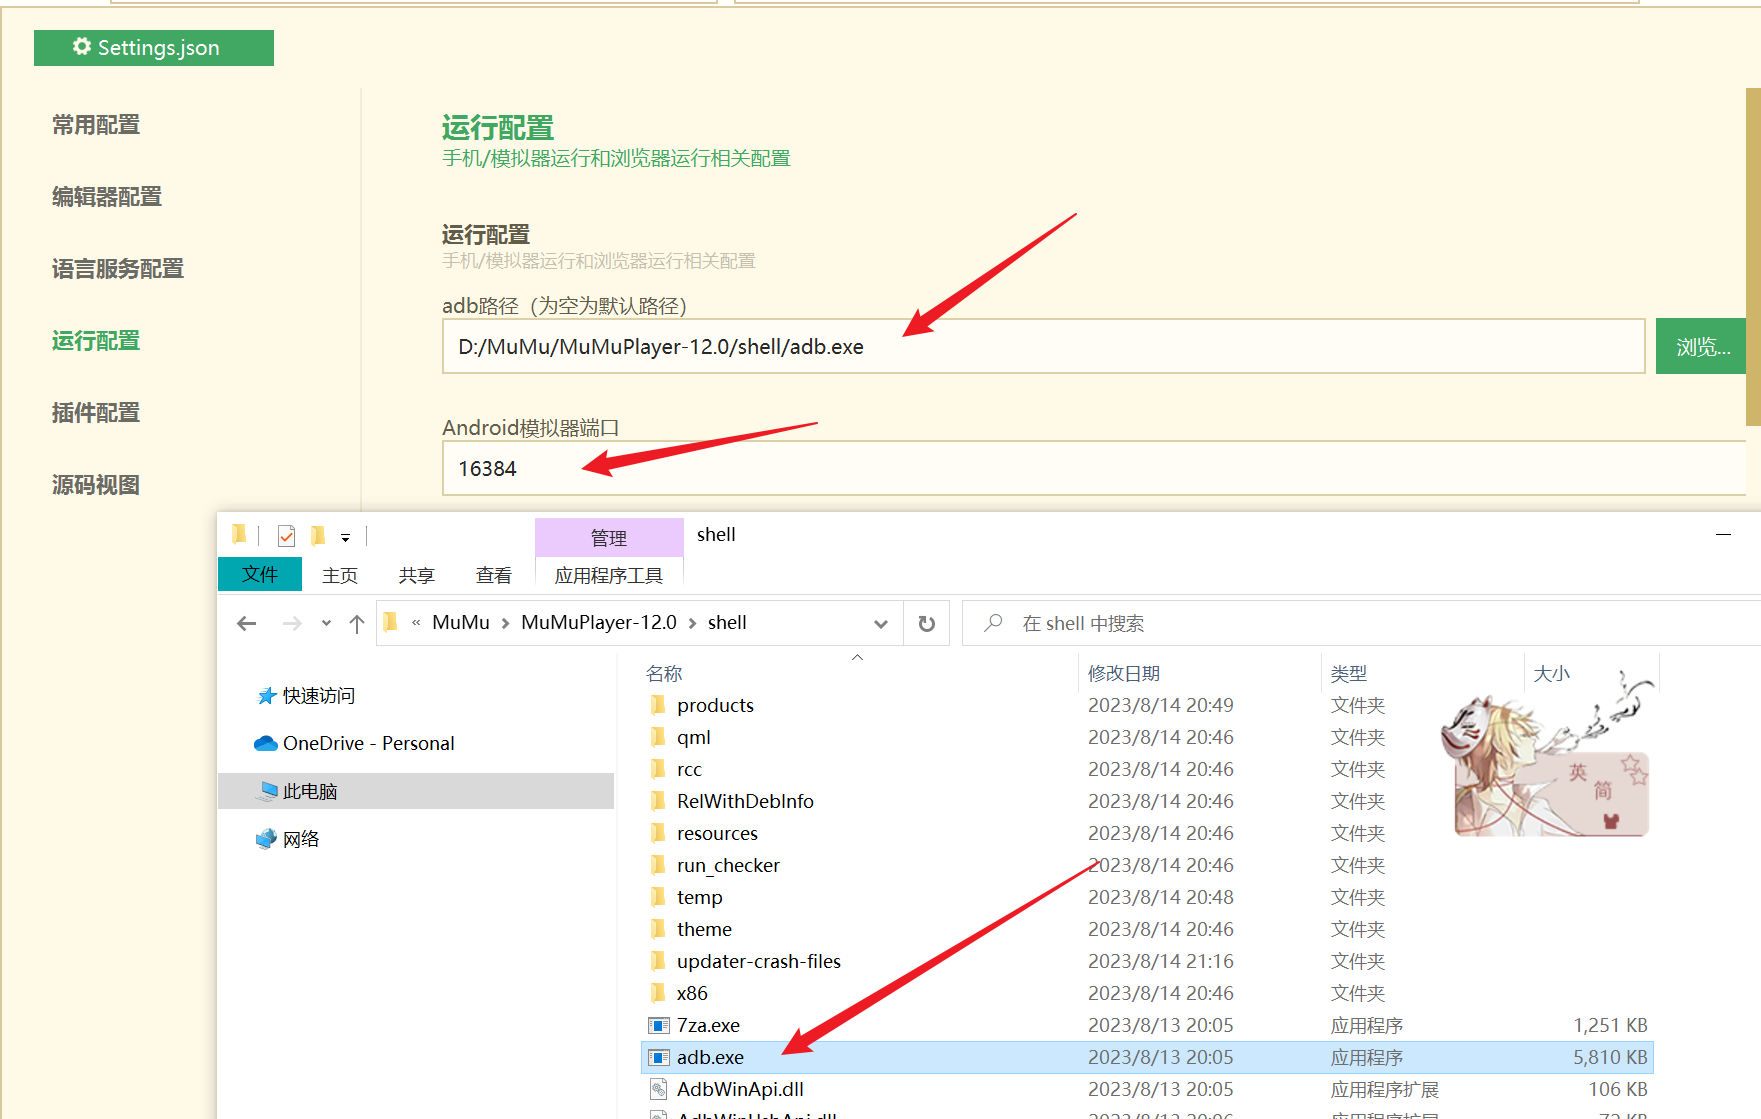 Settings.json
常用配置
编辑器配置
语言服务配置
运行配置
插件配置
源码视图
运行配置
手机/模拟器运行和浏览器运行相关配置
运行配置
手机/模拟器运行和浏览器运行相关配置
adb路径（为空为默认路径）
D:/MuMu/MuMuPlayer-12.0/shell/adb.exe
浏览...
Android模拟器端口
16384
管理
shell
文件
主页
共享
查看
应用程序工具
« MuMu > MuMuPlayer-12.0 > shell
在 shell 中搜索
快速访问
OneDrive - Personal
此电脑
网络
名称 修改日期 类型 大小
products 2023/8/14 20:49 文件夹
qml 2023/8/14 20:46 文件夹
rcc 2023/8/14 20:46 文件夹
RelWithDebInfo 2023/8/14 20:46 文件夹
resources 2023/8/14 20:46 文件夹
run_checker 2023/8/14 20:46 文件夹
temp 2023/8/14 20:48 文件夹
theme 2023/8/14 20:46 文件夹
updater-crash-files 2023/8/14 21:16 文件夹
x86 2023/8/14 20:46 文件夹
7za.exe 2023/8/13 20:05 应用程序 1,251 KB
adb.exe 2023/8/13 20:05 应用程序 5,810 KB
AdbWinApi.dll 2023/8/13 20:05 应用程序扩展 106 KB
英
简